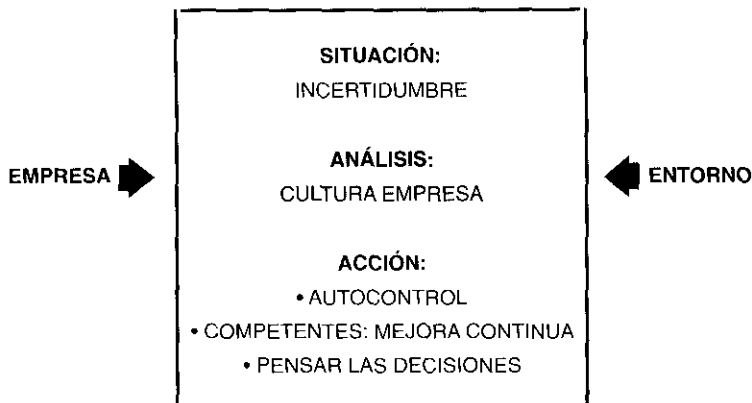 SITUACIÓN:
INCERTIDUMBRE
EMPRESA
ANÁLISIS:
CULTURA EMPRESA
ENTORNO
ACCIÓN:
• AUTOCONTROL
• COMPETENTES: MEJORA CONTINUA
• PENSAR LAS DECISIONES